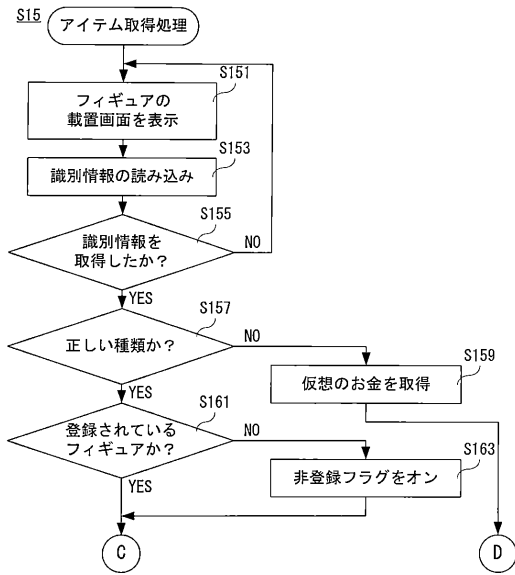 S15
アイテム取得処理
S151
フィギュアの
載置画面を表示
S153
識別情報の読み込み
S155
識別情報を
取得したか？
NO
YES
S157
正しい種類か？
NO
YES
S159
仮想のお金を取得
S161
登録されている
フィギュアか？
NO
YES
S163
非登録フラグをオン
C
D